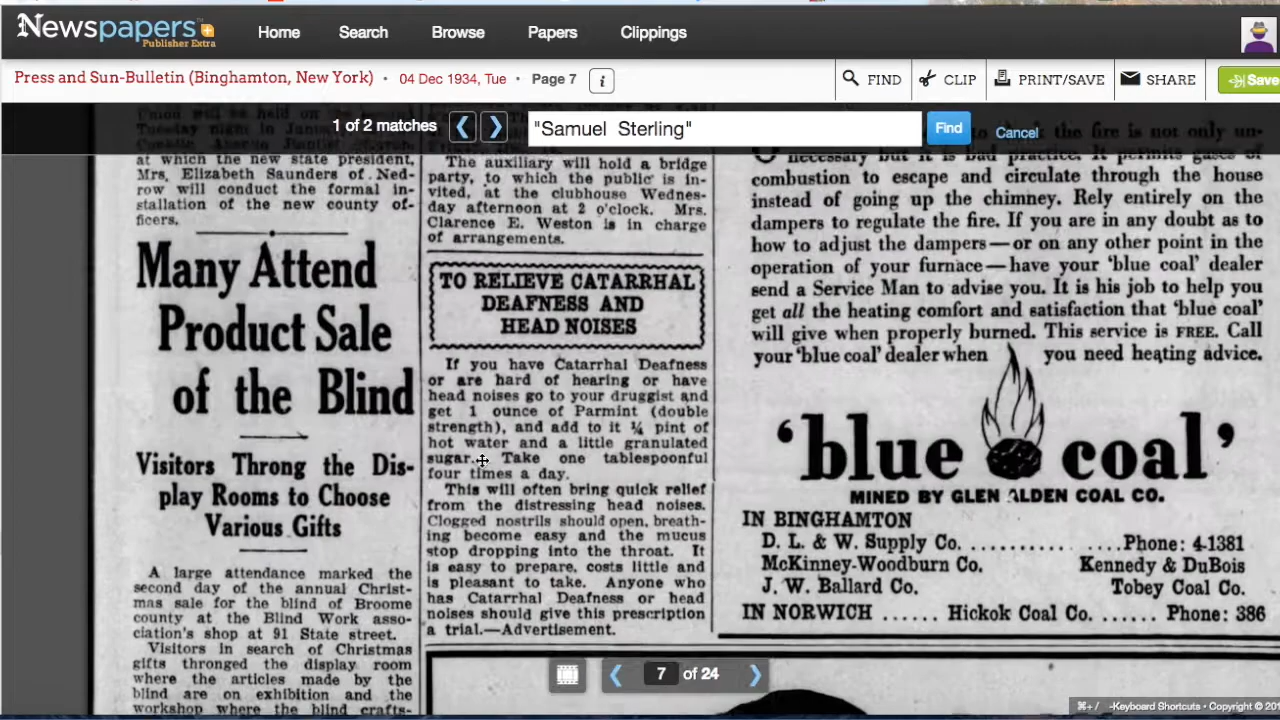 Newspapers
Publisher Extra
Home
Search
Browse
Papers
Clippings
Press and Sun-Bulletin (Binghamton, New York) • 04 Dec 1934, Tue • Page 7 i
FIND
CLIP
PRINT/SAVE
SHARE
Save
1 of 2 matches
"Samuel Sterling"
Find
Cancel
at which the new state president,
Mrs. Elizabeth Saunders of Ned-
row will conduct the formal in-
stallation of the new county of-
ficers.
Many Attend
Product Sale
of the Blind
Visitors Throng the Dis-
play Rooms to Choose
Various Gifts
A large attendance marked the
second day of the annual Christ-
mas sale for the blind of Broome
county at the Blind Work asso-
ciation's shop at 91 State street.
Visitors in search of Christmas
gifts thronged the display room
where the articles made by the
blind are on exhibition and the
workshop where the blind crafts-
The auxiliary will hold a bridge
party, to which the public is in-
vited, at the clubhouse Wednes-
day afternoon at 2 o'clock. Mrs.
Clarence E. Weston is in charge
of arrangements.
TO RELIEVE CATARRHAL
DEAFNESS AND
HEAD NOISES
If you have Catarrhal Deafness
or are hard of hearing or have
head noises go to your druggist and
get 1 ounce of Parmint (double
strength), and add to it ¼ pint of
hot water and a little granulated
sugar. Take one tablespoonful
four times a day.
This will often bring quick relief
from the distressing head noises.
Clogged nostrils should open, breath-
ing become easy and the mucus
stop dropping into the throat. It
is easy to prepare, costs little and
is pleasant to take. Anyone who
has Catarrhal Deafness or head
noises should give this prescription
a trial.—Advertisement.
the fire is not only un-
necessary but it is bad practice. It permits gases of
combustion to escape and circulate through the house
instead of going up the chimney. Rely entirely on the
dampers to regulate the fire. If you are in any doubt as to
how to adjust the dampers—or on any other point in the
operation of your furnace—have your 'blue coal' dealer
send a Service Man to advise you. It is his job to help you
get all the heating comfort and satisfaction that 'blue coal'
will give when properly burned. This service is FREE. Call
your 'blue coal' dealer when you need heating advice.
'blue coal'
MINED BY GLEN ALDEN COAL CO.
IN BINGHAMTON
D. L. & W. Supply Co. .................. Phone: 4-1381
McKinney-Woodburn Co. Kennedy & DuBois
J. W. Ballard Co. Tobey Coal Co.
IN NORWICH ...... Hickok Coal Co. ...... Phone: 386
7 of 24
⌘+ / -Keyboard Shortcuts • Copyright ©